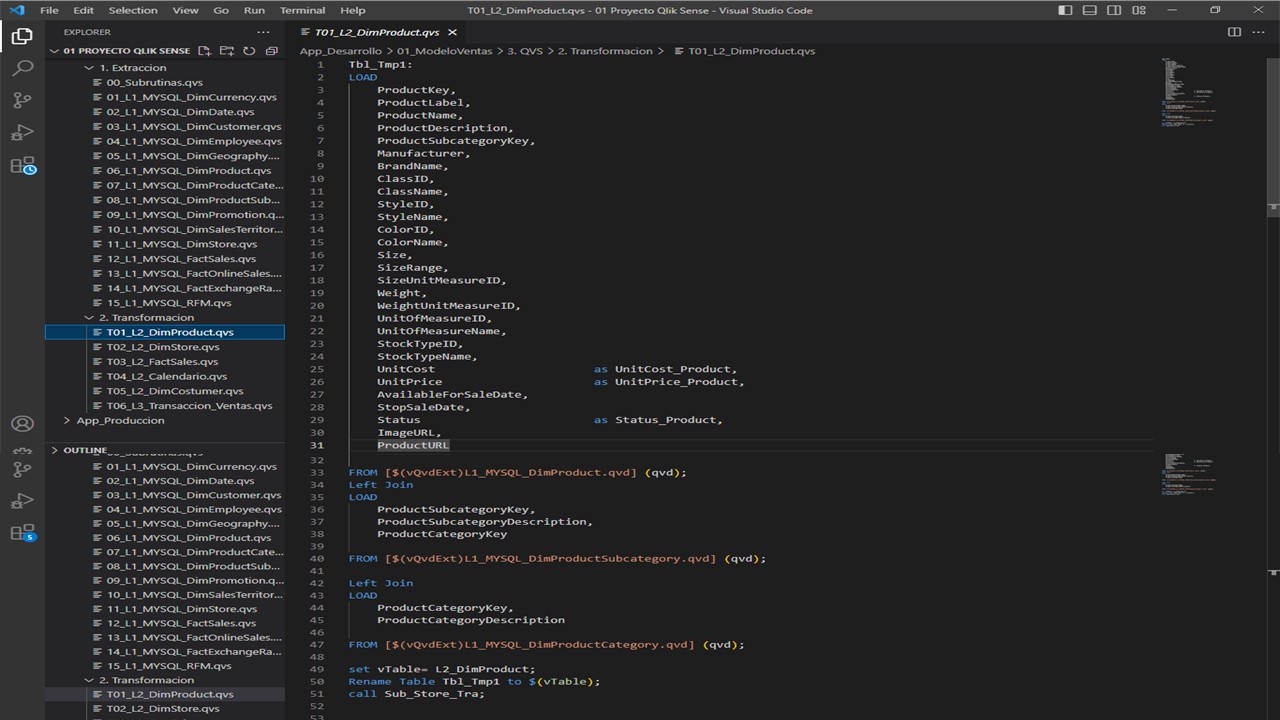 File Edit Selection View Go Run Terminal Help T01_L2_DimProduct.qvs - 01 Proyecto Qlik Sense - Visual Studio Code
EXPLORER ...
01 PROYECTO QLIK SENSE
1. Extraccion
00_Subrutinas.qvs
01_L1_MYSQL_DimCurrency.qvs
02_L1_MYSQL_DimDate.qvs
03_L1_MYSQL_DimCustomer.qvs
04_L1_MYSQL_DimEmployee.qvs
05_L1_MYSQL_DimGeography....
06_L1_MYSQL_DimProduct.qvs
07_L1_MYSQL_DimProductCate...
08_L1_MYSQL_DimProductSub...
09_L1_MYSQL_DimPromotion.q...
10_L1_MYSQL_DimSalesTerritor...
11_L1_MYSQL_DimStore.qvs
12_L1_MYSQL_FactSales.qvs
13_L1_MYSQL_FactOnlineSales....
14_L1_MYSQL_FactExchangeRa...
15_L1_MYSQL_RFM.qvs
2. Transformacion
T01_L2_DimProduct.qvs
T02_L2_DimStore.qvs
T03_L2_FactSales.qvs
T04_L2_Calendario.qvs
T05_L2_DimCostumer.qvs
T06_L3_Transaccion_Ventas.qvs
App_Produccion
OUTLINE
01_L1_MYSQL_DimCurrency.qvs
02_L1_MYSQL_DimDate.qvs
03_L1_MYSQL_DimCustomer.qvs
04_L1_MYSQL_DimEmployee.qvs
05_L1_MYSQL_DimGeography....
06_L1_MYSQL_DimProduct.qvs
07_L1_MYSQL_DimProductCate...
08_L1_MYSQL_DimProductSub...
09_L1_MYSQL_DimPromotion.q...
10_L1_MYSQL_DimSalesTerritor...
11_L1_MYSQL_DimStore.qvs
12_L1_MYSQL_FactSales.qvs
13_L1_MYSQL_FactOnlineSales....
14_L1_MYSQL_FactExchangeRa...
15_L1_MYSQL_RFM.qvs
2. Transformacion
T01_L2_DimProduct.qvs
T02_L2_DimStore.qvs
5
T01_L2_DimProduct.qvs
App_Desarrollo > 01_ModeloVentas > 3. QVS > 2. Transformacion > T01_L2_DimProduct.qvs
1 Tbl_Tmp1:
2 LOAD
3 ProductKey,
4 ProductLabel,
5 ProductName,
6 ProductDescription,
7 ProductSubcategoryKey,
8 Manufacturer,
9 BrandName,
10 ClassID,
11 ClassName,
12 StyleID,
13 StyleName,
14 ColorID,
15 ColorName,
16 Size,
17 SizeRange,
18 SizeUnitMeasureID,
19 Weight,
20 WeightUnitMeasureID,
21 UnitOfMeasureID,
22 UnitOfMeasureName,
23 StockTypeID,
24 StockTypeName,
25 UnitCost as UnitCost_Product,
26 UnitPrice as UnitPrice_Product,
27 AvailableForSaleDate,
28 StopSaleDate,
29 Status as Status_Product,
30 ImageURL,
31 ProductURL
32
33 FROM [$(vQvdExt)L1_MYSQL_DimProduct.qvd] (qvd);
34 Left Join
35 LOAD
36 ProductSubcategoryKey,
37 ProductSubcategoryDescription,
38 ProductCategoryKey
39
40 FROM [$(vQvdExt)L1_MYSQL_DimProductSubcategory.qvd] (qvd);
41
42 Left Join
43 LOAD
44 ProductCategoryKey,
45 ProductCategoryDescription
46
47 FROM [$(vQvdExt)L1_MYSQL_DimProductCategory.qvd] (qvd);
48
49 set vTable= L2_DimProduct;
50 Rename Table Tbl_Tmp1 to $(vTable);
51 call Sub_Store_Tra;
52
53